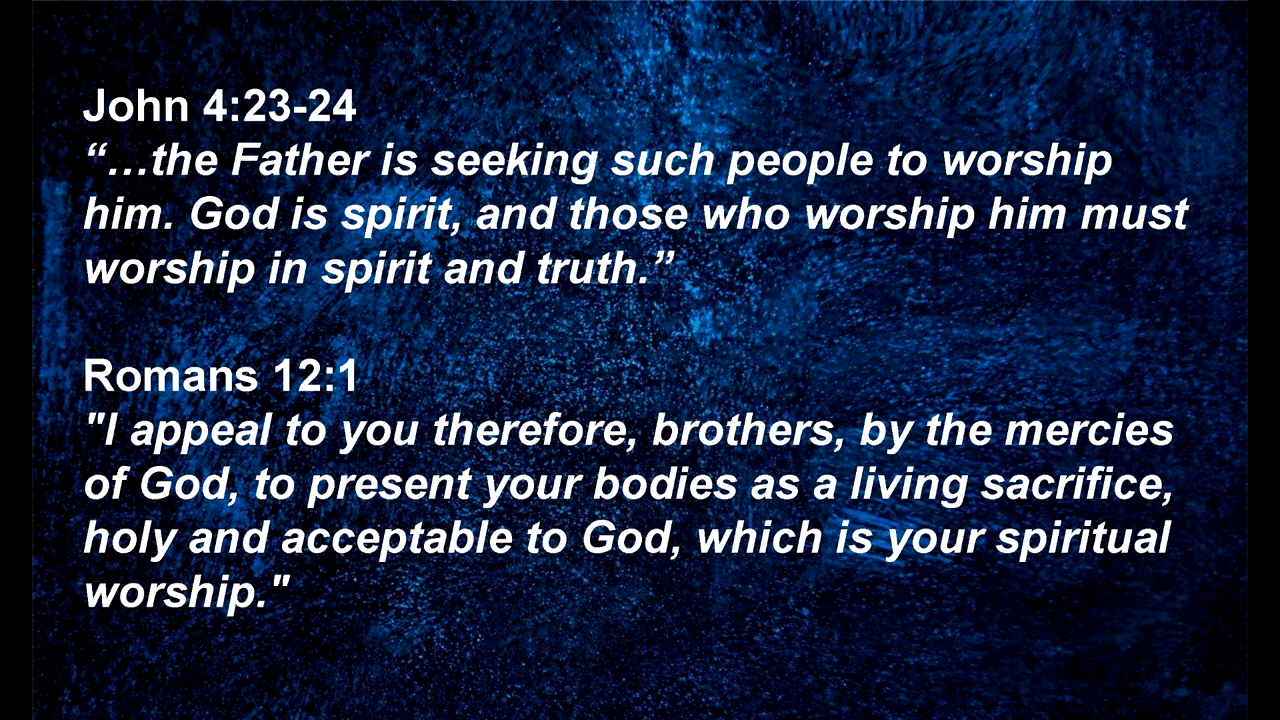 John 4:23-24
“…the Father is seeking such people to worship
him. God is spirit, and those who worship him must
worship in spirit and truth.”
Romans 12:1
"I appeal to you therefore, brothers, by the mercies
of God, to present your bodies as a living sacrifice,
holy and acceptable to God, which is your spiritual
worship."